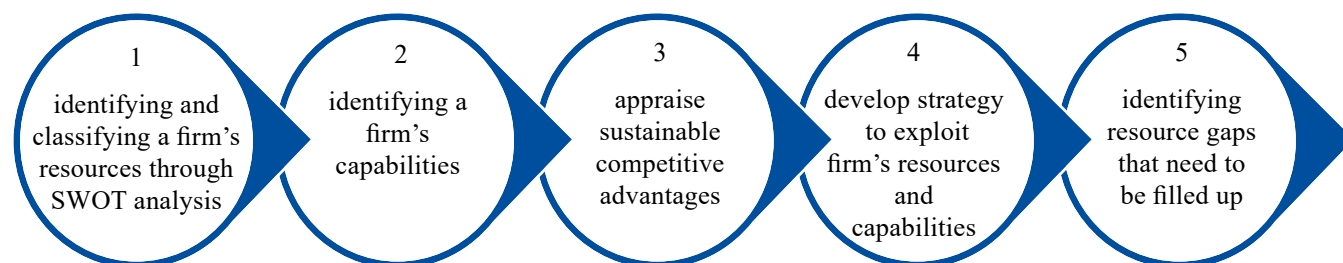 1
identifying and
classifying a firm's
resources through
SWOT analysis
2
identifying a
firm's
capabilities
3
appraise
sustainable
competitive
advantages
4
develop strategy
to exploit
firm's resources
and
capabilities
5
identifying
resource gaps
that need to
be filled up